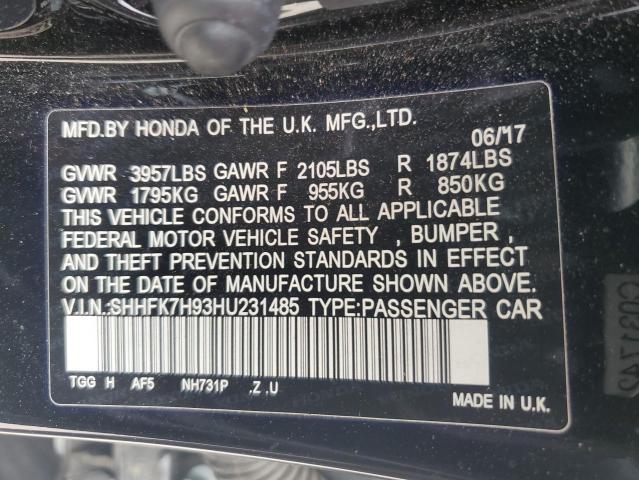 MFD.BY HONDA OF THE U.K. MFG.,LTD.
06/17
GVWR 3957LBS GAWR F 2105LBS R 1874LBS
GVWR 1795KG GAWR F 955KG R 850KG
THIS VEHICLE CONFORMS TO ALL APPLICABLE
FEDERAL MOTOR VEHICLE SAFETY , BUMPER ,
AND THEFT PREVENTION STANDARDS IN EFFECT
ON THE DATE OF MANUFACTURE SHOWN ABOVE.
V.I.N.:SHHFK7H93HU231485 TYPE:PASSENGER CAR
TGG H AF5 NH731P .Z .U
MADE IN U.K.